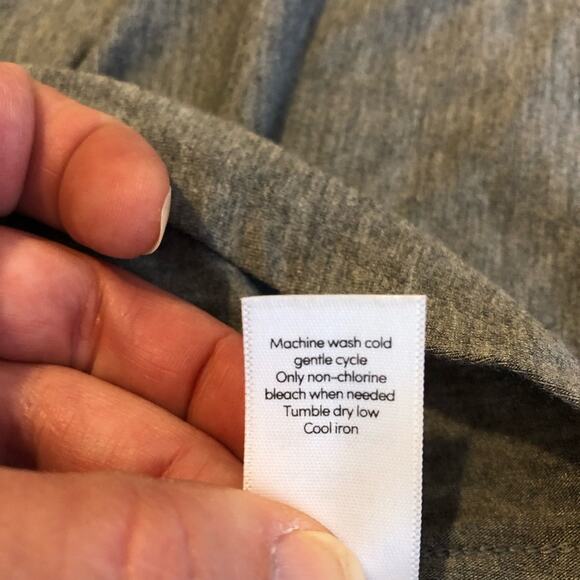 Machine wash cold
gentle cycle
Only non-chlorine
bleach when needed
Tumble dry low
Cool iron